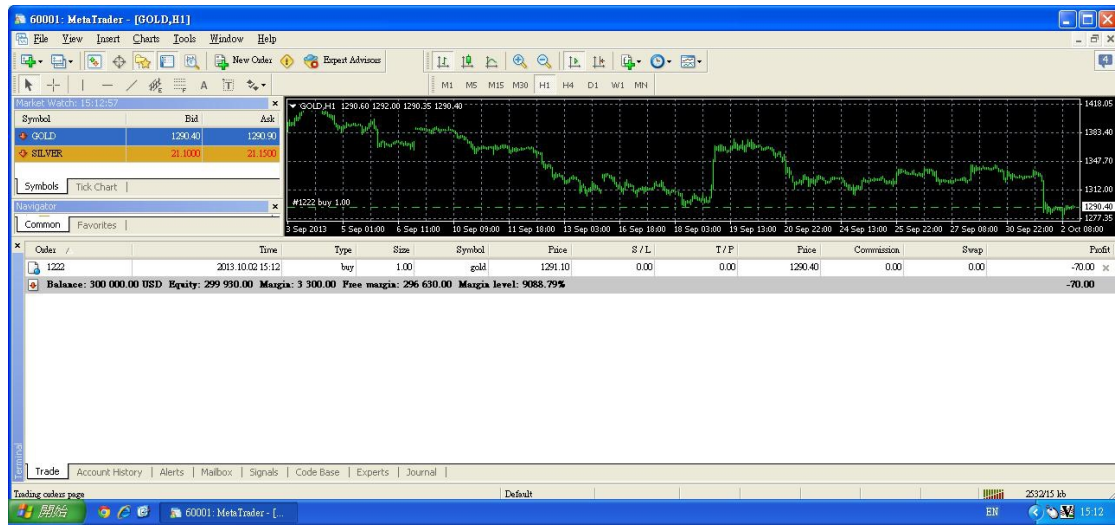 60001: MetaTrader - [GOLD,H1]
File View Insert Charts Tools Window Help
New Order Expert Advisors
A T M1 M5 M15 M30 H1 H4 D1 W1 MN
Market Watch: 15:12:57
Symbol Bid Ask
GOLD 1290.40 1290.90
SILVER 21.1000 21.1500
Symbols Tick Chart
Navigator
Common Favorites
GOLD,H1 1290.60 1292.00 1290.35 1290.40
1418.05
1383.40
1347.70
1312.00
1290.40
1277.35
#1222 buy 1.00
3 Sep 2013 5 Sep 01:00 6 Sep 11:00 10 Sep 09:00 11 Sep 18:00 13 Sep 03:00 16 Sep 18:00 18 Sep 03:00 19 Sep 13:00 20 Sep 22:00 24 Sep 13:00 25 Sep 22:00 27 Sep 08:00 30 Sep 22:00 2 Oct 08:00
Order / Time Type Size Symbol Price S / L T / P Price Commission Swap Profit
1222 2013.10.02 15:12 buy 1.00 gold 1291.10 0.00 0.00 1290.40 0.00 0.00 -70.00
Balance: 300 000.00 USD Equity: 299 930.00 Margin: 3 300.00 Free margin: 296 630.00 Margin level: 9088.79% -70.00
Terminal
Trade Account History Alerts Mailbox Signals Code Base Experts Journal
Trading orders page Default 2532/15 kb
開始 60001: MetaTrader - [... EN 15:12